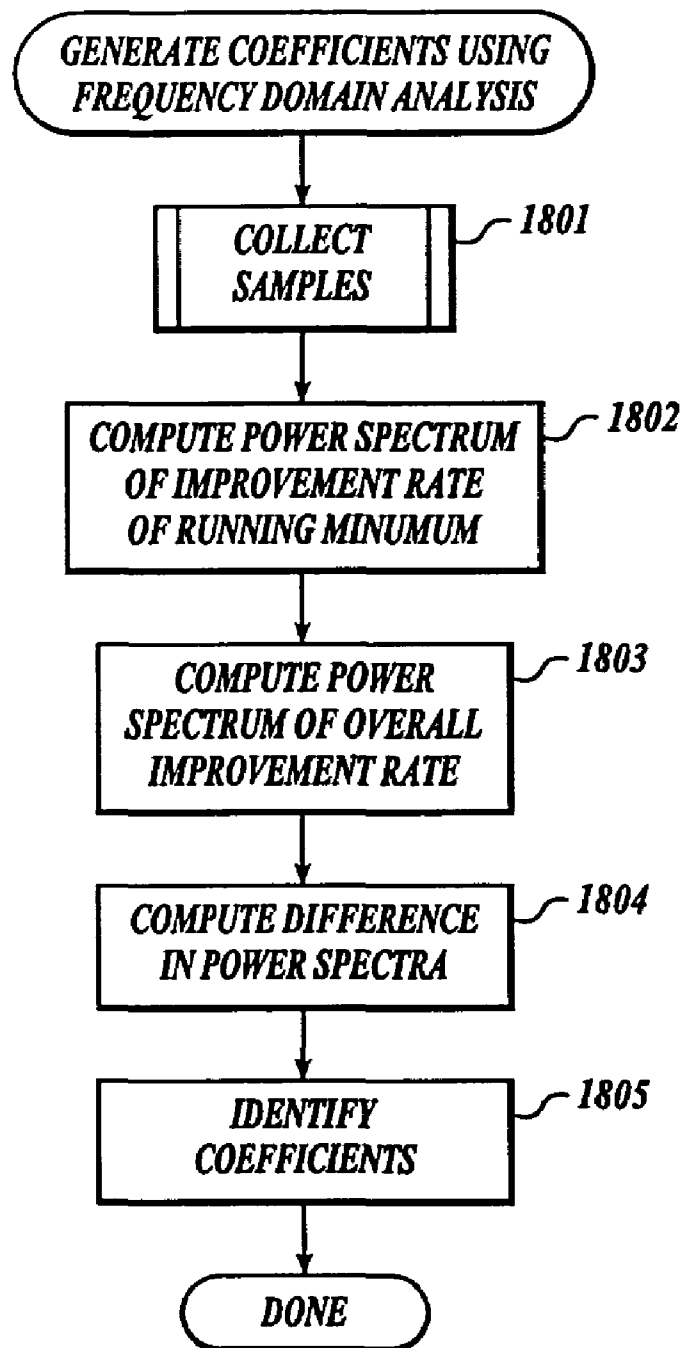 GENERATE COEFFICIENTS USING
FREQUENCY DOMAIN ANALYSIS
1801
COLLECT
SAMPLES
1802
COMPUTE POWER SPECTRUM
OF IMPROVEMENT RATE
OF RUNNING MINUMUM
1803
COMPUTE POWER
SPECTRUM OF OVERALL
IMPROVEMENT RATE
1804
COMPUTE DIFFERENCE
IN POWER SPECTRA
1805
IDENTIFY
COEFFICIENTS
DONE